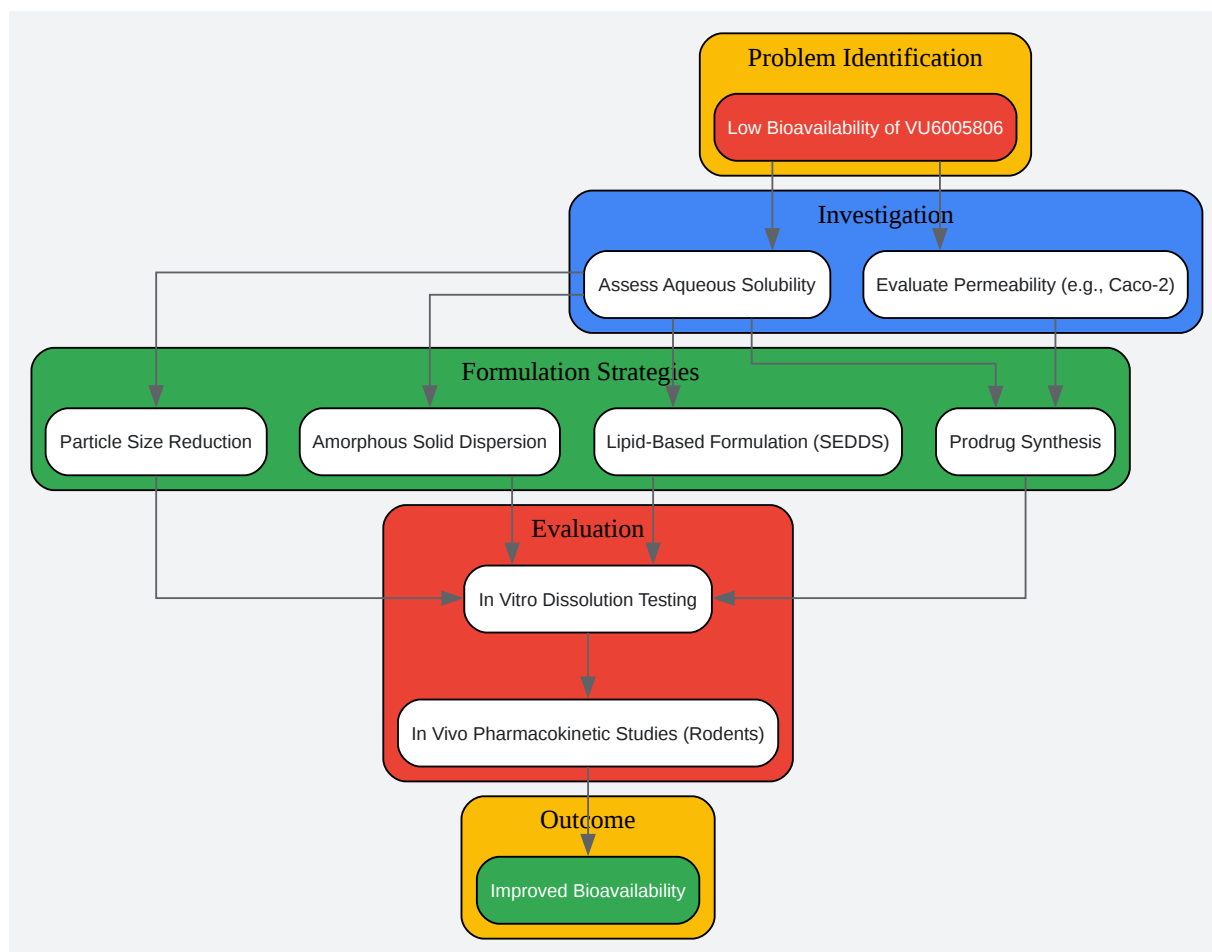 Problem Identification
Low Bioavailability of VU6005806
Investigation
Assess Aqueous Solubility
Evaluate Permeability (e.g., Caco-2)
Formulation Strategies
Particle Size Reduction
Amorphous Solid Dispersion
Lipid-Based Formulation (SEDDS)
Prodrug Synthesis
Evaluation
In Vitro Dissolution Testing
In Vivo Pharmacokinetic Studies (Rodents)
Outcome
Improved Bioavailability